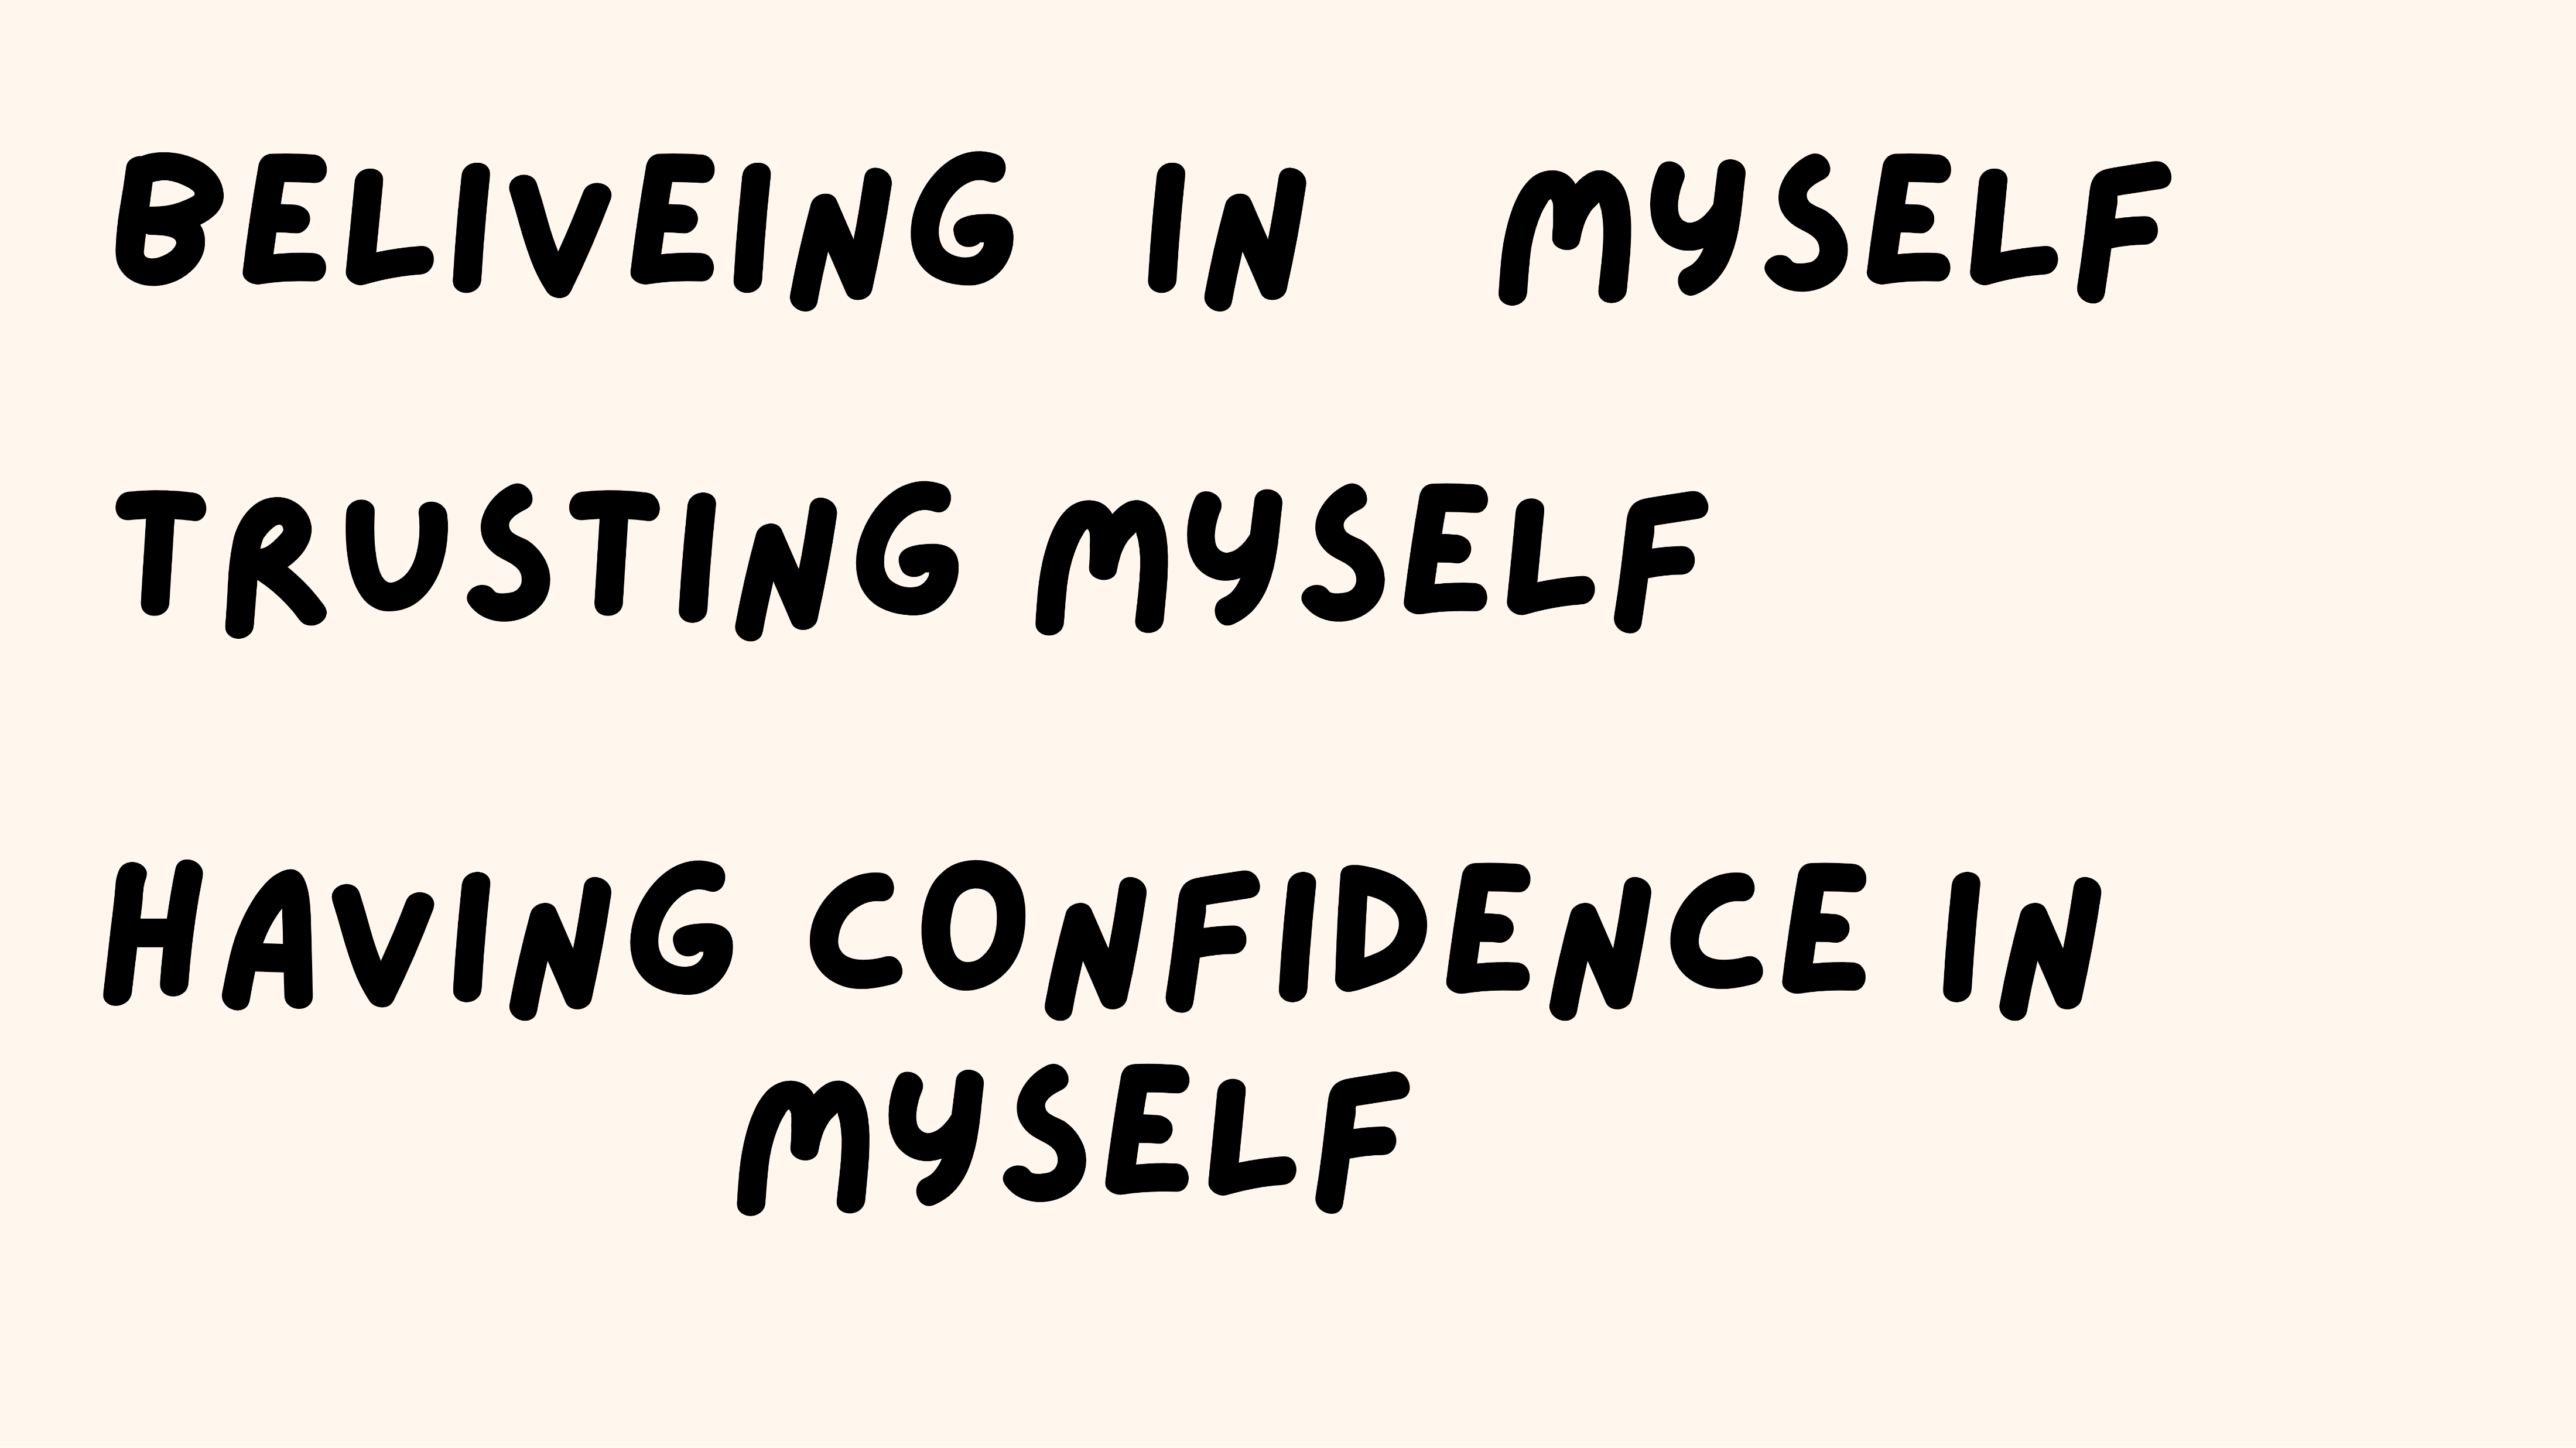 BELIVEING IN MYSELF
TRUSTING MYSELF
HAVING CONFIDENCE IN
MYSELF